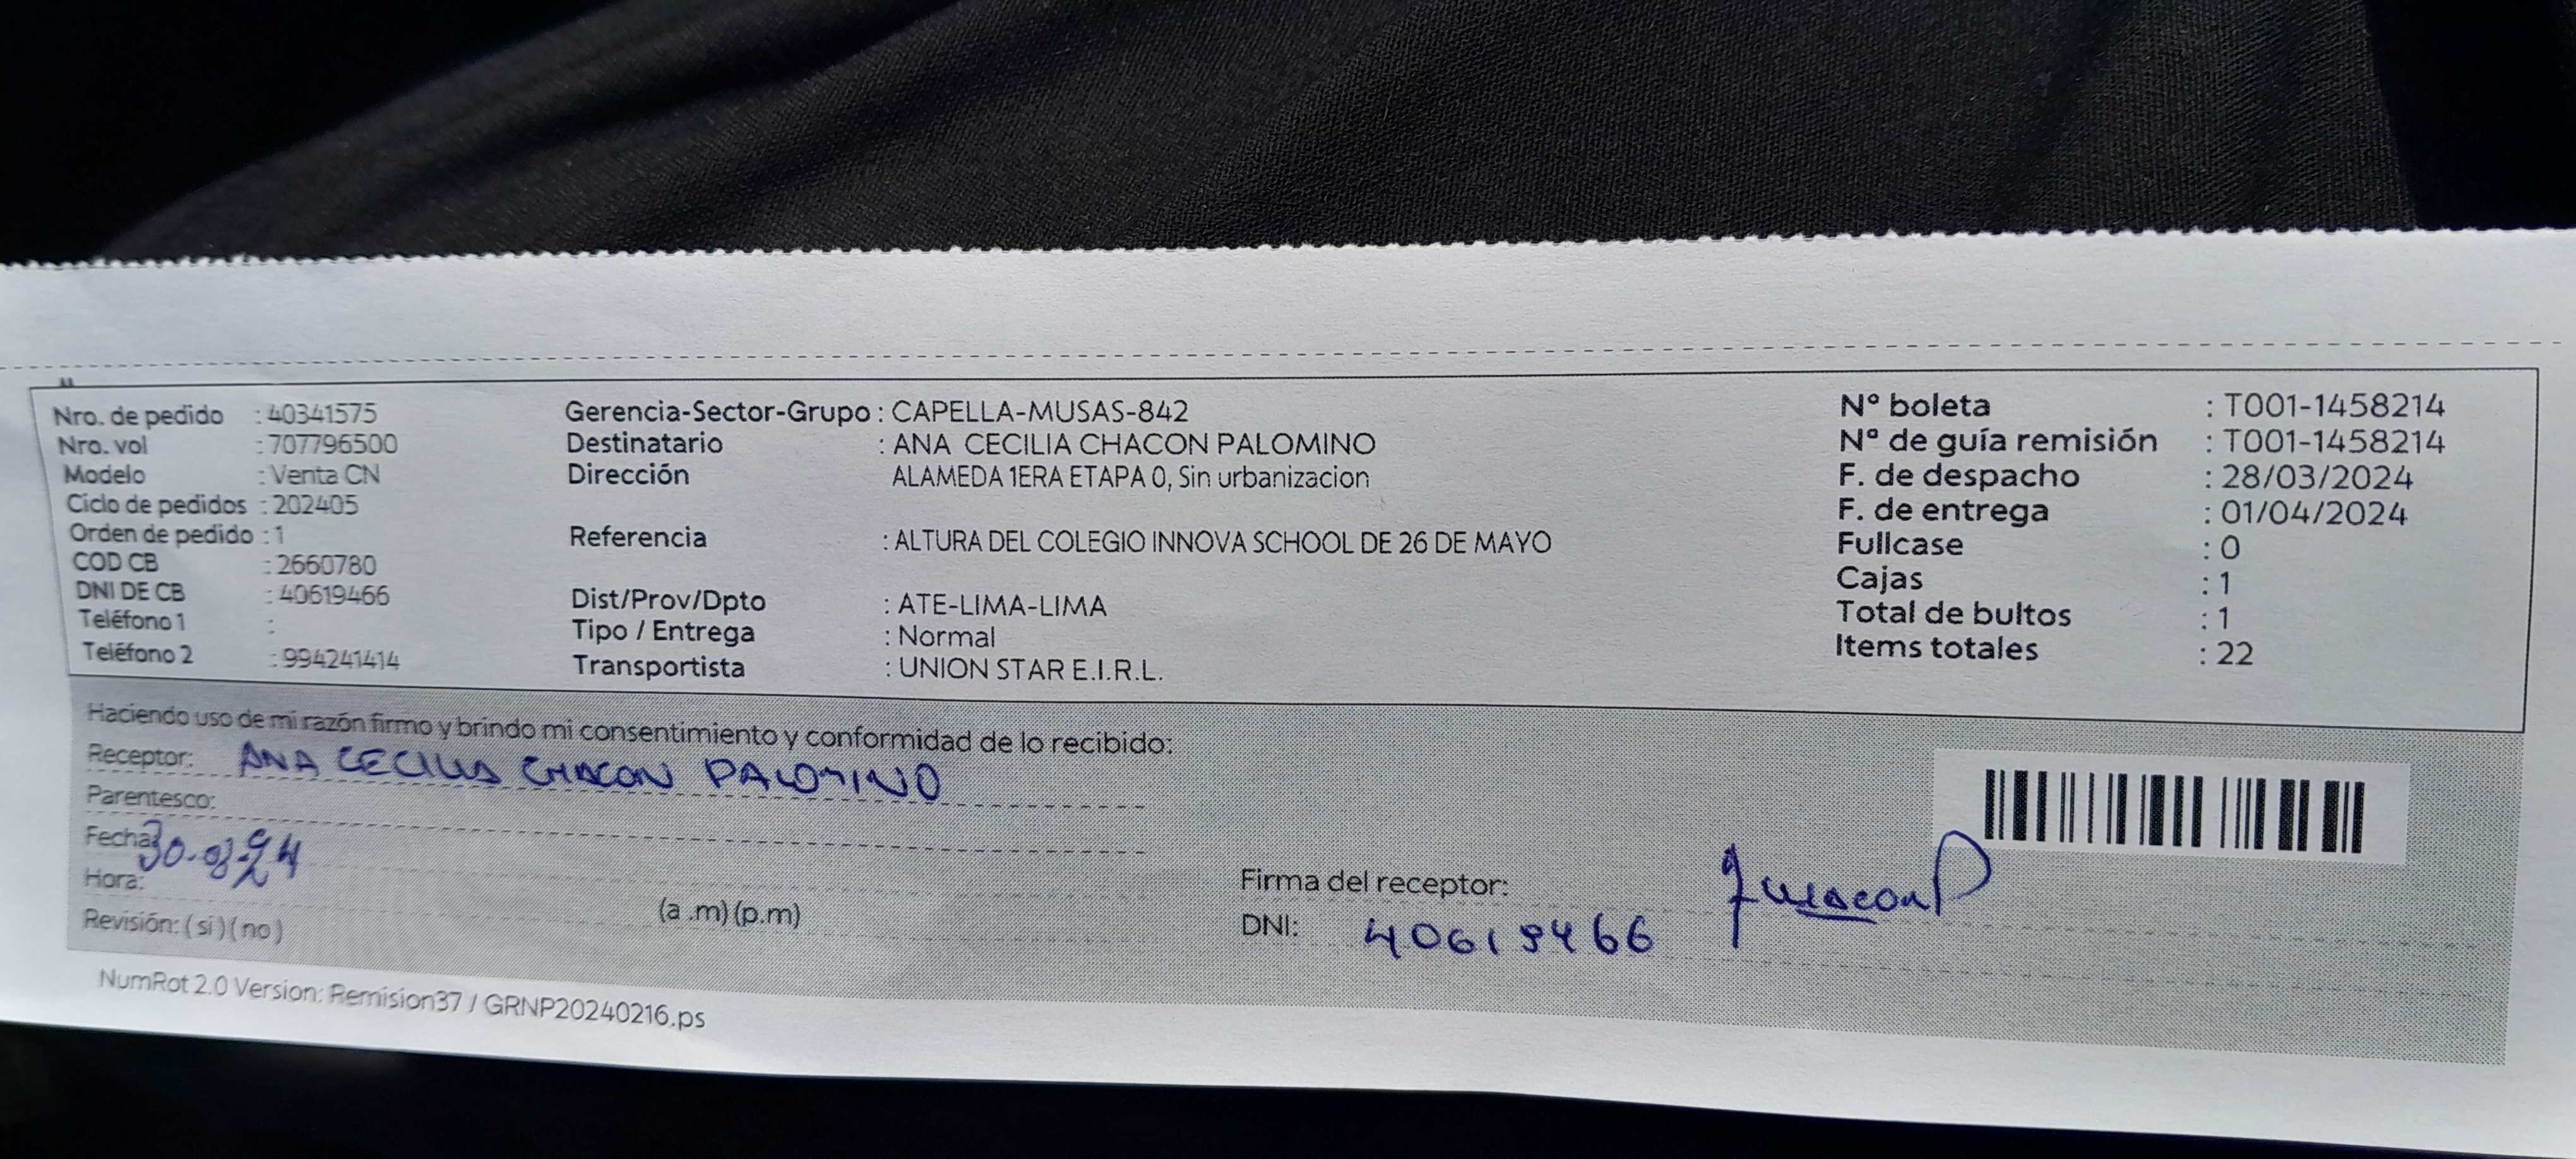 Nro. de pedido : 40341575
Nro. vol : 707796500
Modelo : Venta CN
Ciclo de pedidos : 202405
Orden de pedido : 1
COD CB : 2660780
DNI DE CB : 40619466
Teléfono 1 :
Teléfono 2 : 994241414
Gerencia-Sector-Grupo : CAPELLA-MUSAS-842
Destinatario : ANA CECILIA CHACON PALOMINO
Dirección ALAMEDA 1ERA ETAPA 0, Sin urbanizacion
Referencia : ALTURA DEL COLEGIO INNOVA SCHOOL DE 26 DE MAYO
Dist/Prov/Dpto : ATE-LIMA-LIMA
Tipo / Entrega : Normal
Transportista : UNION STAR E.I.R.L.
Nº boleta : T001-1458214
Nº de guía remisión : T001-1458214
F. de despacho : 28/03/2024
F. de entrega : 01/04/2024
Fullcase : 0
Cajas : 1
Total de bultos : 1
Items totales : 22
Haciendo uso de mi razón firmo y brindo mi consentimiento y conformidad de lo recibido:
Receptor: ANA CECILIA CHACON PALOMINO
Parentesco:
Fecha: 30.03.24
Hora: (a .m) (p.m)
Revisión: ( si ) ( no )
Firma del receptor:
DNI: 40619466
NumRot 2.0 Version: Remision37 / GRNP20240216.ps